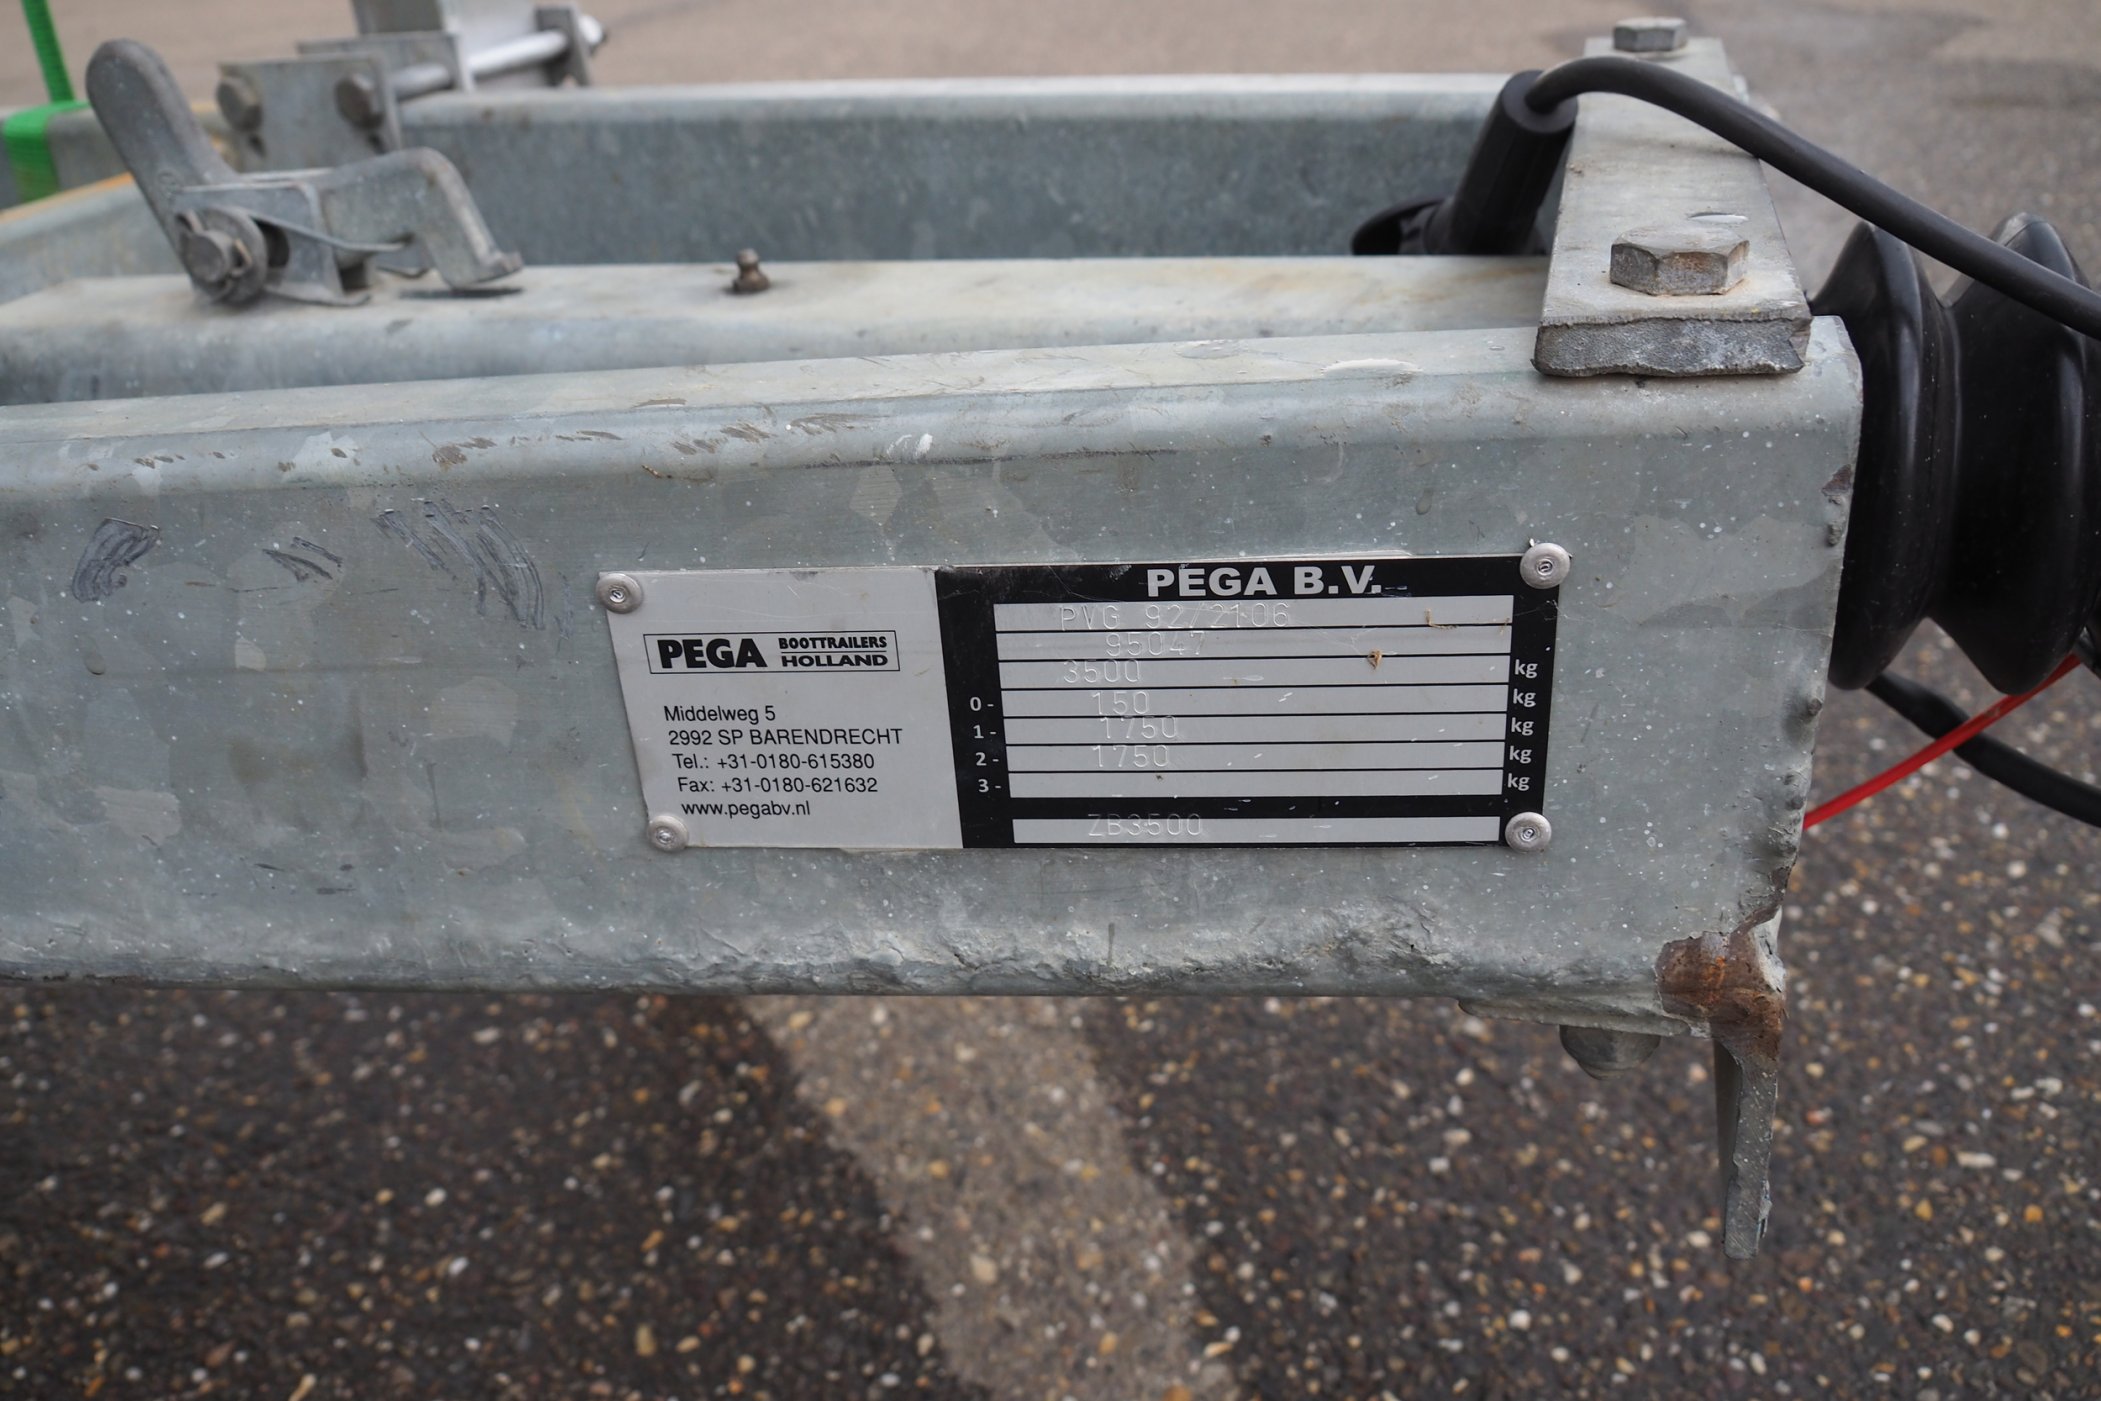 PEGA BOOTTRAILERS HOLLAND
Middelweg 5
2992 SP BARENDRECHT
Tel.: +31-0180-615380
Fax: +31-0180-621632
www.pegabv.nl
PEGA B.V.
PVG 92/2106
95047
3500 kg
0- 150 kg
1- 1750 kg
2- 1750 kg
3- kg
ZB3500